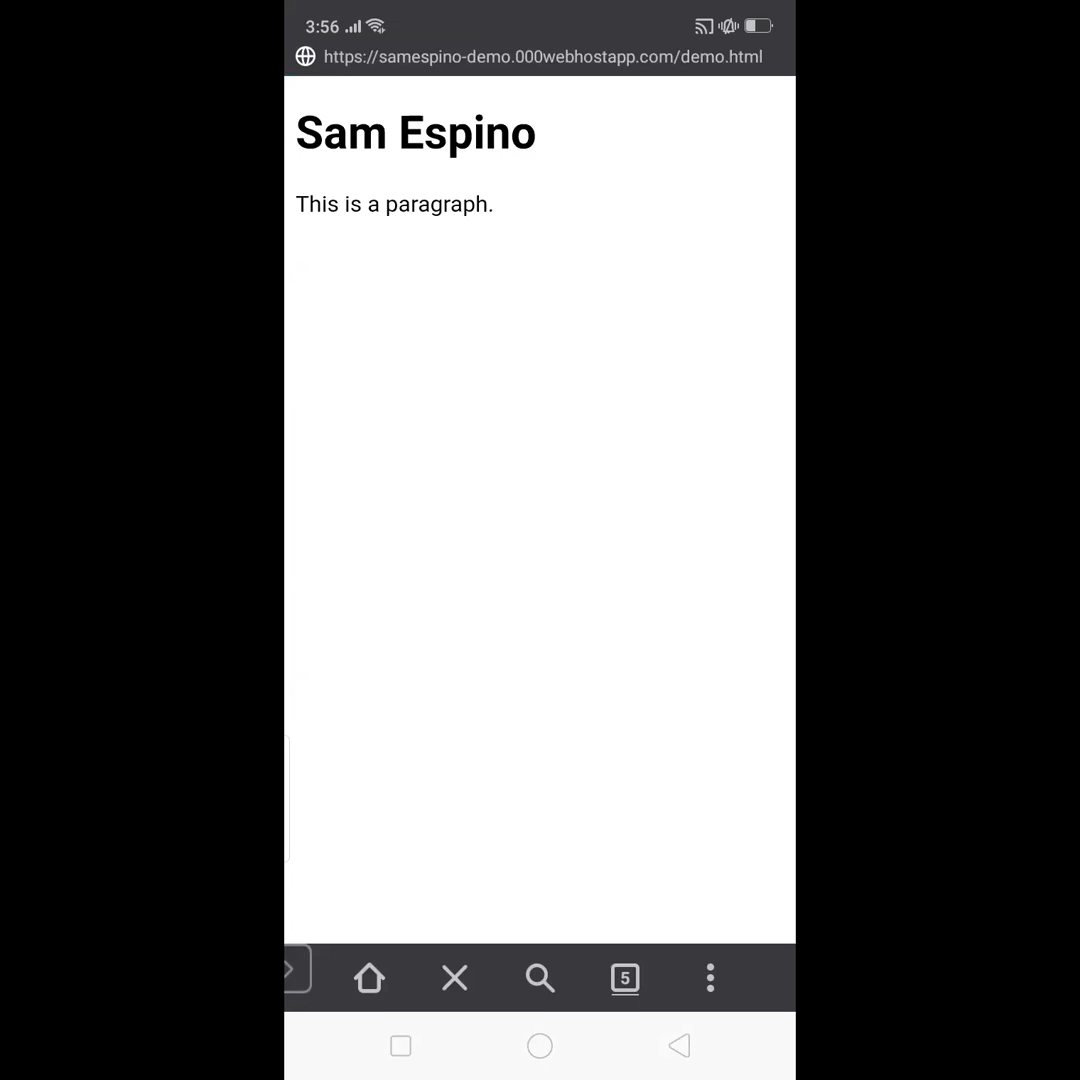 3:56
https://samespino-demo.000webhostapp.com/demo.html
Sam Espino
This is a paragraph.
5